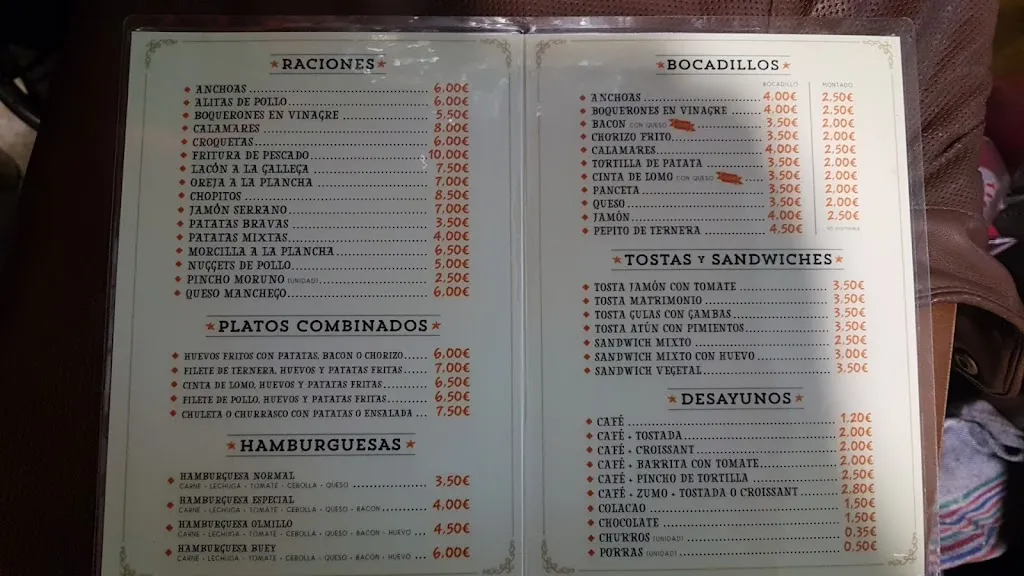 RACIONES
ANCHOAS 6.00€
ALITAS DE POLLO 6.00€
BOQUERONES EN VINAGRE 5.50€
CALAMARES 8.00€
CROQUETAS 6.00€
FRITURA DE PESCADO 10.00€
LACÓN A LA GALLEGA 7.50€
OREJA A LA PLANCHA 7.00€
CHOPITOS 8.50€
JAMÓN SERRANO 7.00€
PATATAS BRAVAS 3.50€
PATATAS MIXTAS 4.00€
MORCILLA A LA PLANCHA 6.50€
NUGGETS DE POLLO 5.00€
PINCHO MORUNO (UNIDAD) 2.50€
QUESO MANCHEGO 6.00€
PLATOS COMBINADOS
HUEVOS FRITOS CON PATATAS, BACON O CHORIZO 6.00€
FILETE DE TERNERA, HUEVOS Y PATATAS FRITAS 7.00€
CINTA DE LOMO, HUEVOS Y PATATAS FRITAS 6.50€
FILETE DE POLLO, HUEVOS Y PATATAS FRITAS 6.50€
CHULETA O CHURRASCO CON PATATAS O ENSALADA 7.50€
HAMBURGUESAS
HAMBURGUESA NORMAL
CARNE - LECHUGA - TOMATE - CEBOLLA - QUESO 3.50€
HAMBURGUESA ESPECIAL
CARNE - LECHUGA - TOMATE - CEBOLLA - QUESO - BACON 4.00€
HAMBURGUESA OLMILLO
CARNE - LECHUGA - TOMATE - CEBOLLA - QUESO - BACON - HUEVO 4.50€
HAMBURGUESA BUEY
CARNE - LECHUGA - TOMATE - CEBOLLA - QUESO - BACON - HUEVO 6.00€
BOCADILLOS
BOCADILLO MONTADO
ANCHOAS 4.00€ 2.50€
BOQUERONES EN VINAGRE 4.00€ 2.50€
BACON CON QUESO 3.50€ 2.00€
CHORIZO FRITO 3.50€ 2.00€
CALAMARES 4.00€ 2.50€
TORTILLA DE PATATA 3.50€ 2.00€
CINTA DE LOMO CON QUESO 3.50€ 2.00€
PANCETA 3.50€ 2.00€
QUESO 3.50€ 2.00€
JAMÓN 4.00€ 2.50€
PEPITO DE TERNERA 4.50€ NO DISPONIBLE
TOSTAS Y SANDWICHES
TOSTA JAMÓN CON TOMATE 3.50€
TOSTA MATRIMONIO 3.50€
TOSTA GULAS CON GAMBAS 3.50€
TOSTA ATÚN CON PIMIENTOS 3.50€
SANDWICH MIXTO 2.50€
SANDWICH MIXTO CON HUEVO 3.00€
SANDWICH VEGETAL 3.50€
DESAYUNOS
CAFÉ 1.20€
CAFÉ + TOSTADA 2.00€
CAFÉ + CROISSANT 2.00€
CAFÉ + BARRITA CON TOMATE 2.00€
CAFÉ + PINCHO DE TORTILLA 2.50€
CAFÉ + ZUMO + TOSTADA O CROISSANT 2.80€
COLACAO 1.50€
CHOCOLATE 1.50€
CHURROS (UNIDAD) 0.35€
PORRAS (UNIDAD) 0.50€